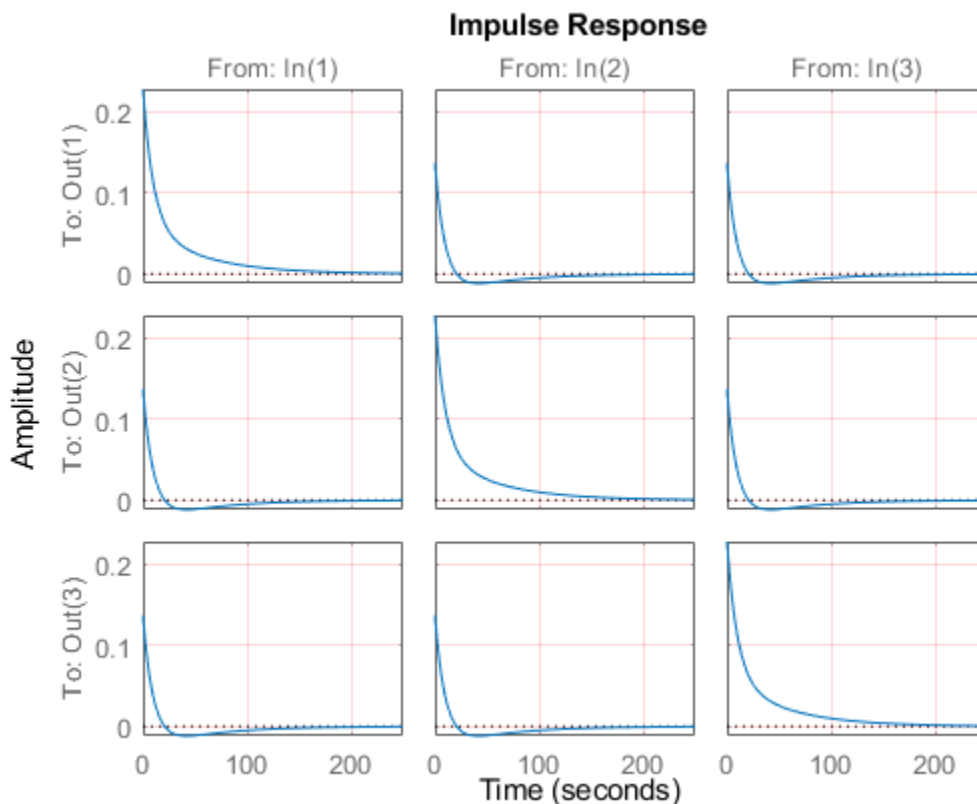 Impulse Response
From: In(1) From: In(2) From: In(3)
Amplitude
To: Out(1)
0.2
0.1
0
To: Out(2)
0.2
0.1
0
To: Out(3)
0.2
0.1
0
0 100 200 0 100 200 0 100 200
Time (seconds)